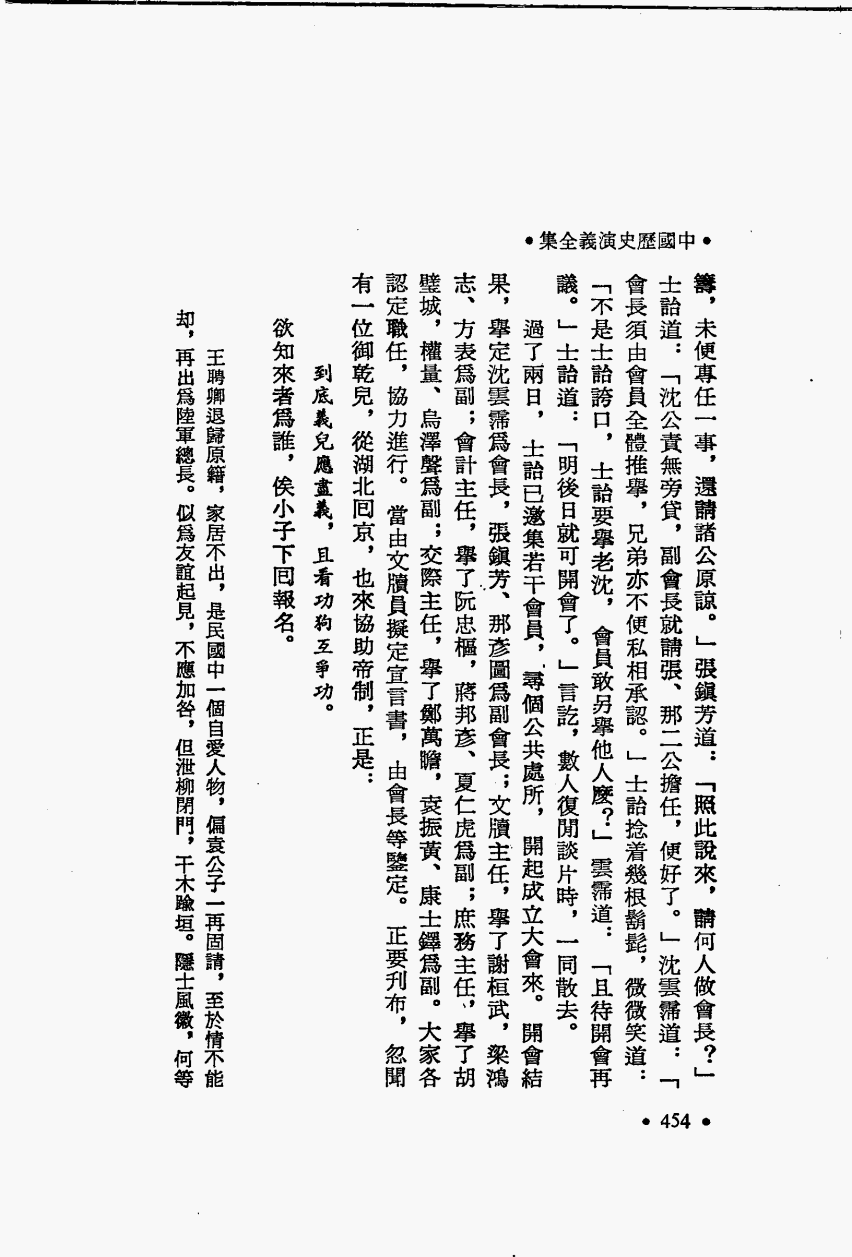 •中國歷史演義全集•
籌，未便專任一事，還請諸公原諒。」張鎭芳道：「照此說來，請何人做會長？」
士詒道：「沈公責無旁貸，副會長就請張、那二公擔任，便好了。」沈雲霈道：「
會長須由會員全體推擧，兄弟亦不便私相承認。」士詒捻着幾根鬍髭，微微笑道：
「不是士詒誇口，士詒要擧老沈，會員敢另擧他人麼？」雲霈道：「且待開會再
議。」士詒道：「明後日就可開會了。」言訖，數人復閒談片時，一同散去。
過了兩日，士詒已邀集若干會員，尋個公共處所，開起成立大會來。開會結
果，擧定沈雲霈爲會長，張鎭芳、那彥圖爲副會長；文牘主任，擧了謝桓武，梁鴻
志、方表爲副；會計主任，擧了阮忠樞，蔣邦彥、夏仁虎爲副；庶務主任，擧了胡
璧城，權量、烏澤聲爲副；交際主任，擧了鄭萬瞻，袁振黃、康士鐸爲副。大家各
認定職任，協力進行。當由文牘員擬定宣言書，由會長等鑒定。正要刋布，忽聞
有一位御乾兒，從湖北囘京，也來協助帝制，正是：
到底義兒應盡義，且看功狗互爭功。
欲知來者爲誰，俟小子下囘報名。
王聘卿退歸原籍，家居不出，是民國中一個自愛人物，偏袁公子一再固請，至於情不能
却，再出爲陸軍總長。似爲友誼起見，不應加咎，但泄柳閉門，干木踰垣。隱士風徽，何等
•454•